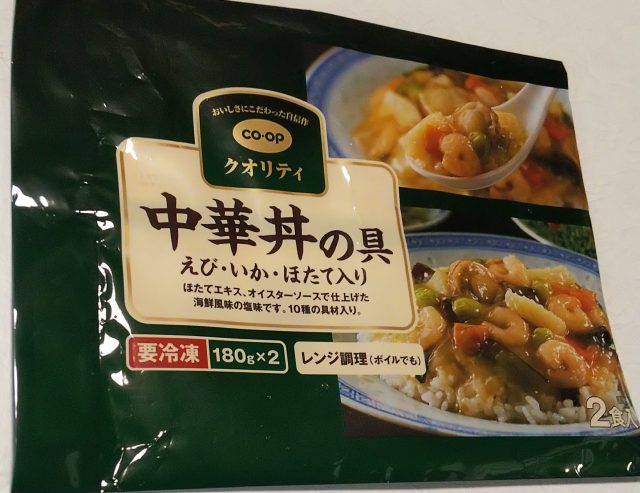 おいしさにこだわった自信作
CO·OP
クオリティ
中華丼の具
えび・いか・ほたて入り
ほたてエキス、オイスターソースで仕上げた
海鮮風味の塩味です。10種の具材入り。
要冷凍 180g×2 レンジ調理(ボイルでも)
2食入